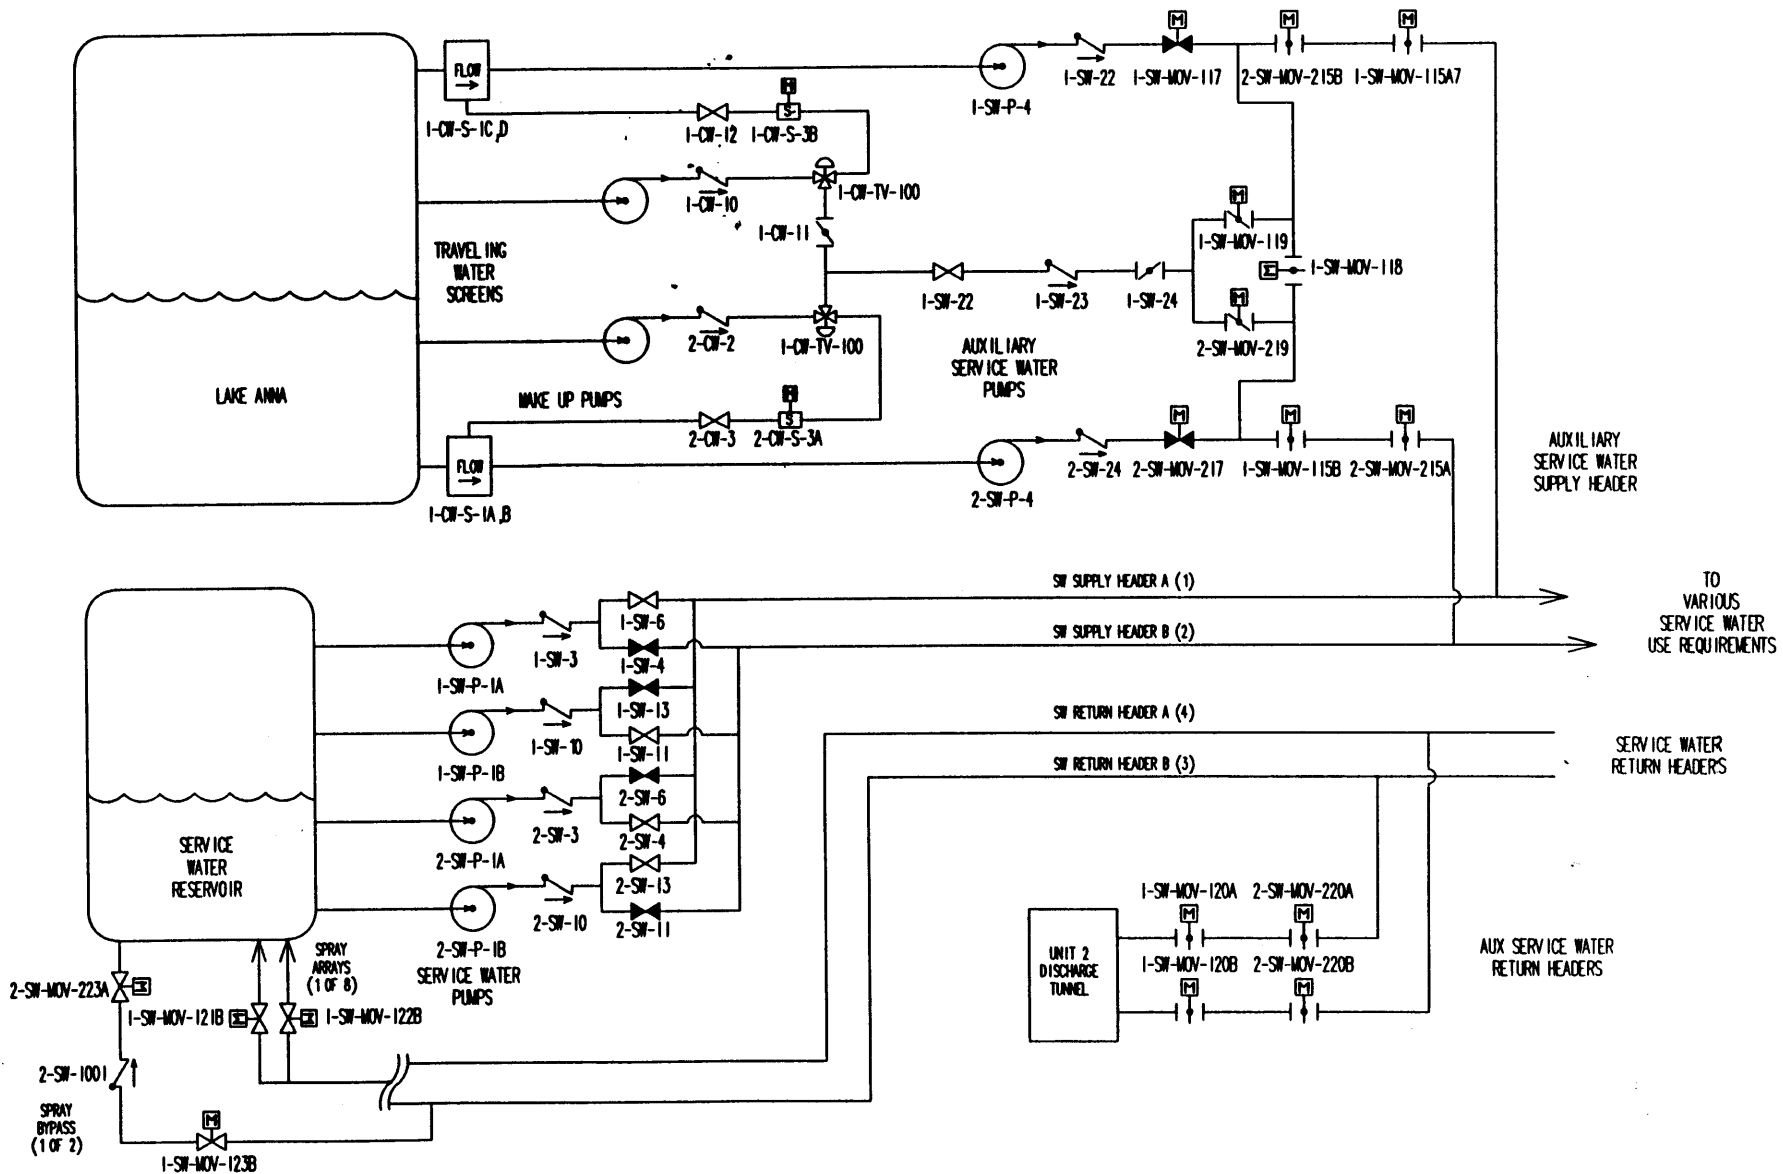 M
M
M
FLOW
1-SW-22
1-SW-MOV-117
2-SW-MOV-215B
1-SW-MOV-115A7
1-SW-P-4
M
S
1-CW-S-1C,D
1-CW-12
1-CW-S-3B
1-CW-10
1-CW-TV-100
M
1-CW-11
1-SW-MOV-119
TRAVELING
WATER
SCREENS
M
1-SW-MOV-118
1-SW-22
1-SW-23
1-SW-24
M
2-CW-2
1-CW-TV-100
2-SW-MOV-219
AUXILIARY
SERVICE WATER
PUMPS
LAKE ANNA
MAKE UP PUMPS
M
S
2-CW-3
2-CW-S-3A
M
M
M
FLOW
2-SW-24
2-SW-MOV-217
1-SW-MOV-115B
2-SW-MOV-215A
AUXILIARY
SERVICE WATER
SUPPLY HEADER
2-SW-P-4
1-CW-S-1A,B
SW SUPPLY HEADER A (1)
TO
VARIOUS
SERVICE WATER
USE REQUIREMENTS
1-SW-6
SW SUPPLY HEADER B (2)
1-SW-3
1-SW-4
1-SW-P-1A
1-SW-13
SW RETURN HEADER A (4)
1-SW-10
1-SW-11
SERVICE WATER
RETURN HEADERS
1-SW-P-1B
SW RETURN HEADER B (3)
2-SW-6
2-SW-3
2-SW-4
SERVICE
WATER
RESERVOIR
2-SW-P-1A
2-SW-13
2-SW-10
2-SW-11
2-SW-P-1B
SERVICE WATER
PUMPS
1-SW-MOV-120A
2-SW-MOV-220A
M
M
UNIT 2
DISCHARGE
TUNNEL
1-SW-MOV-120B
2-SW-MOV-220B
M
M
AUX SERVICE WATER
RETURN HEADERS
SPRAY
ARRAYS
(1 OF 8)
2-SW-MOV-223A
M
1-SW-MOV-121B
M
M
1-SW-MOV-122B
2-SW-1001
SPRAY
BYPASS
(1 OF 2)
M
1-SW-MOV-123B